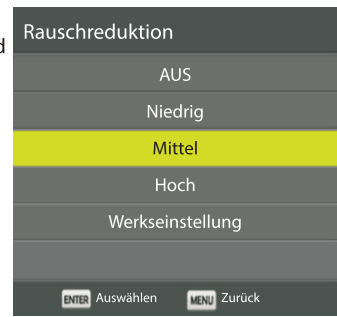 Rauschreduktion
AUS
Niedrig
Mittel
Hoch
Werkseinstellung
ENTER Auswählen MENU Zurück